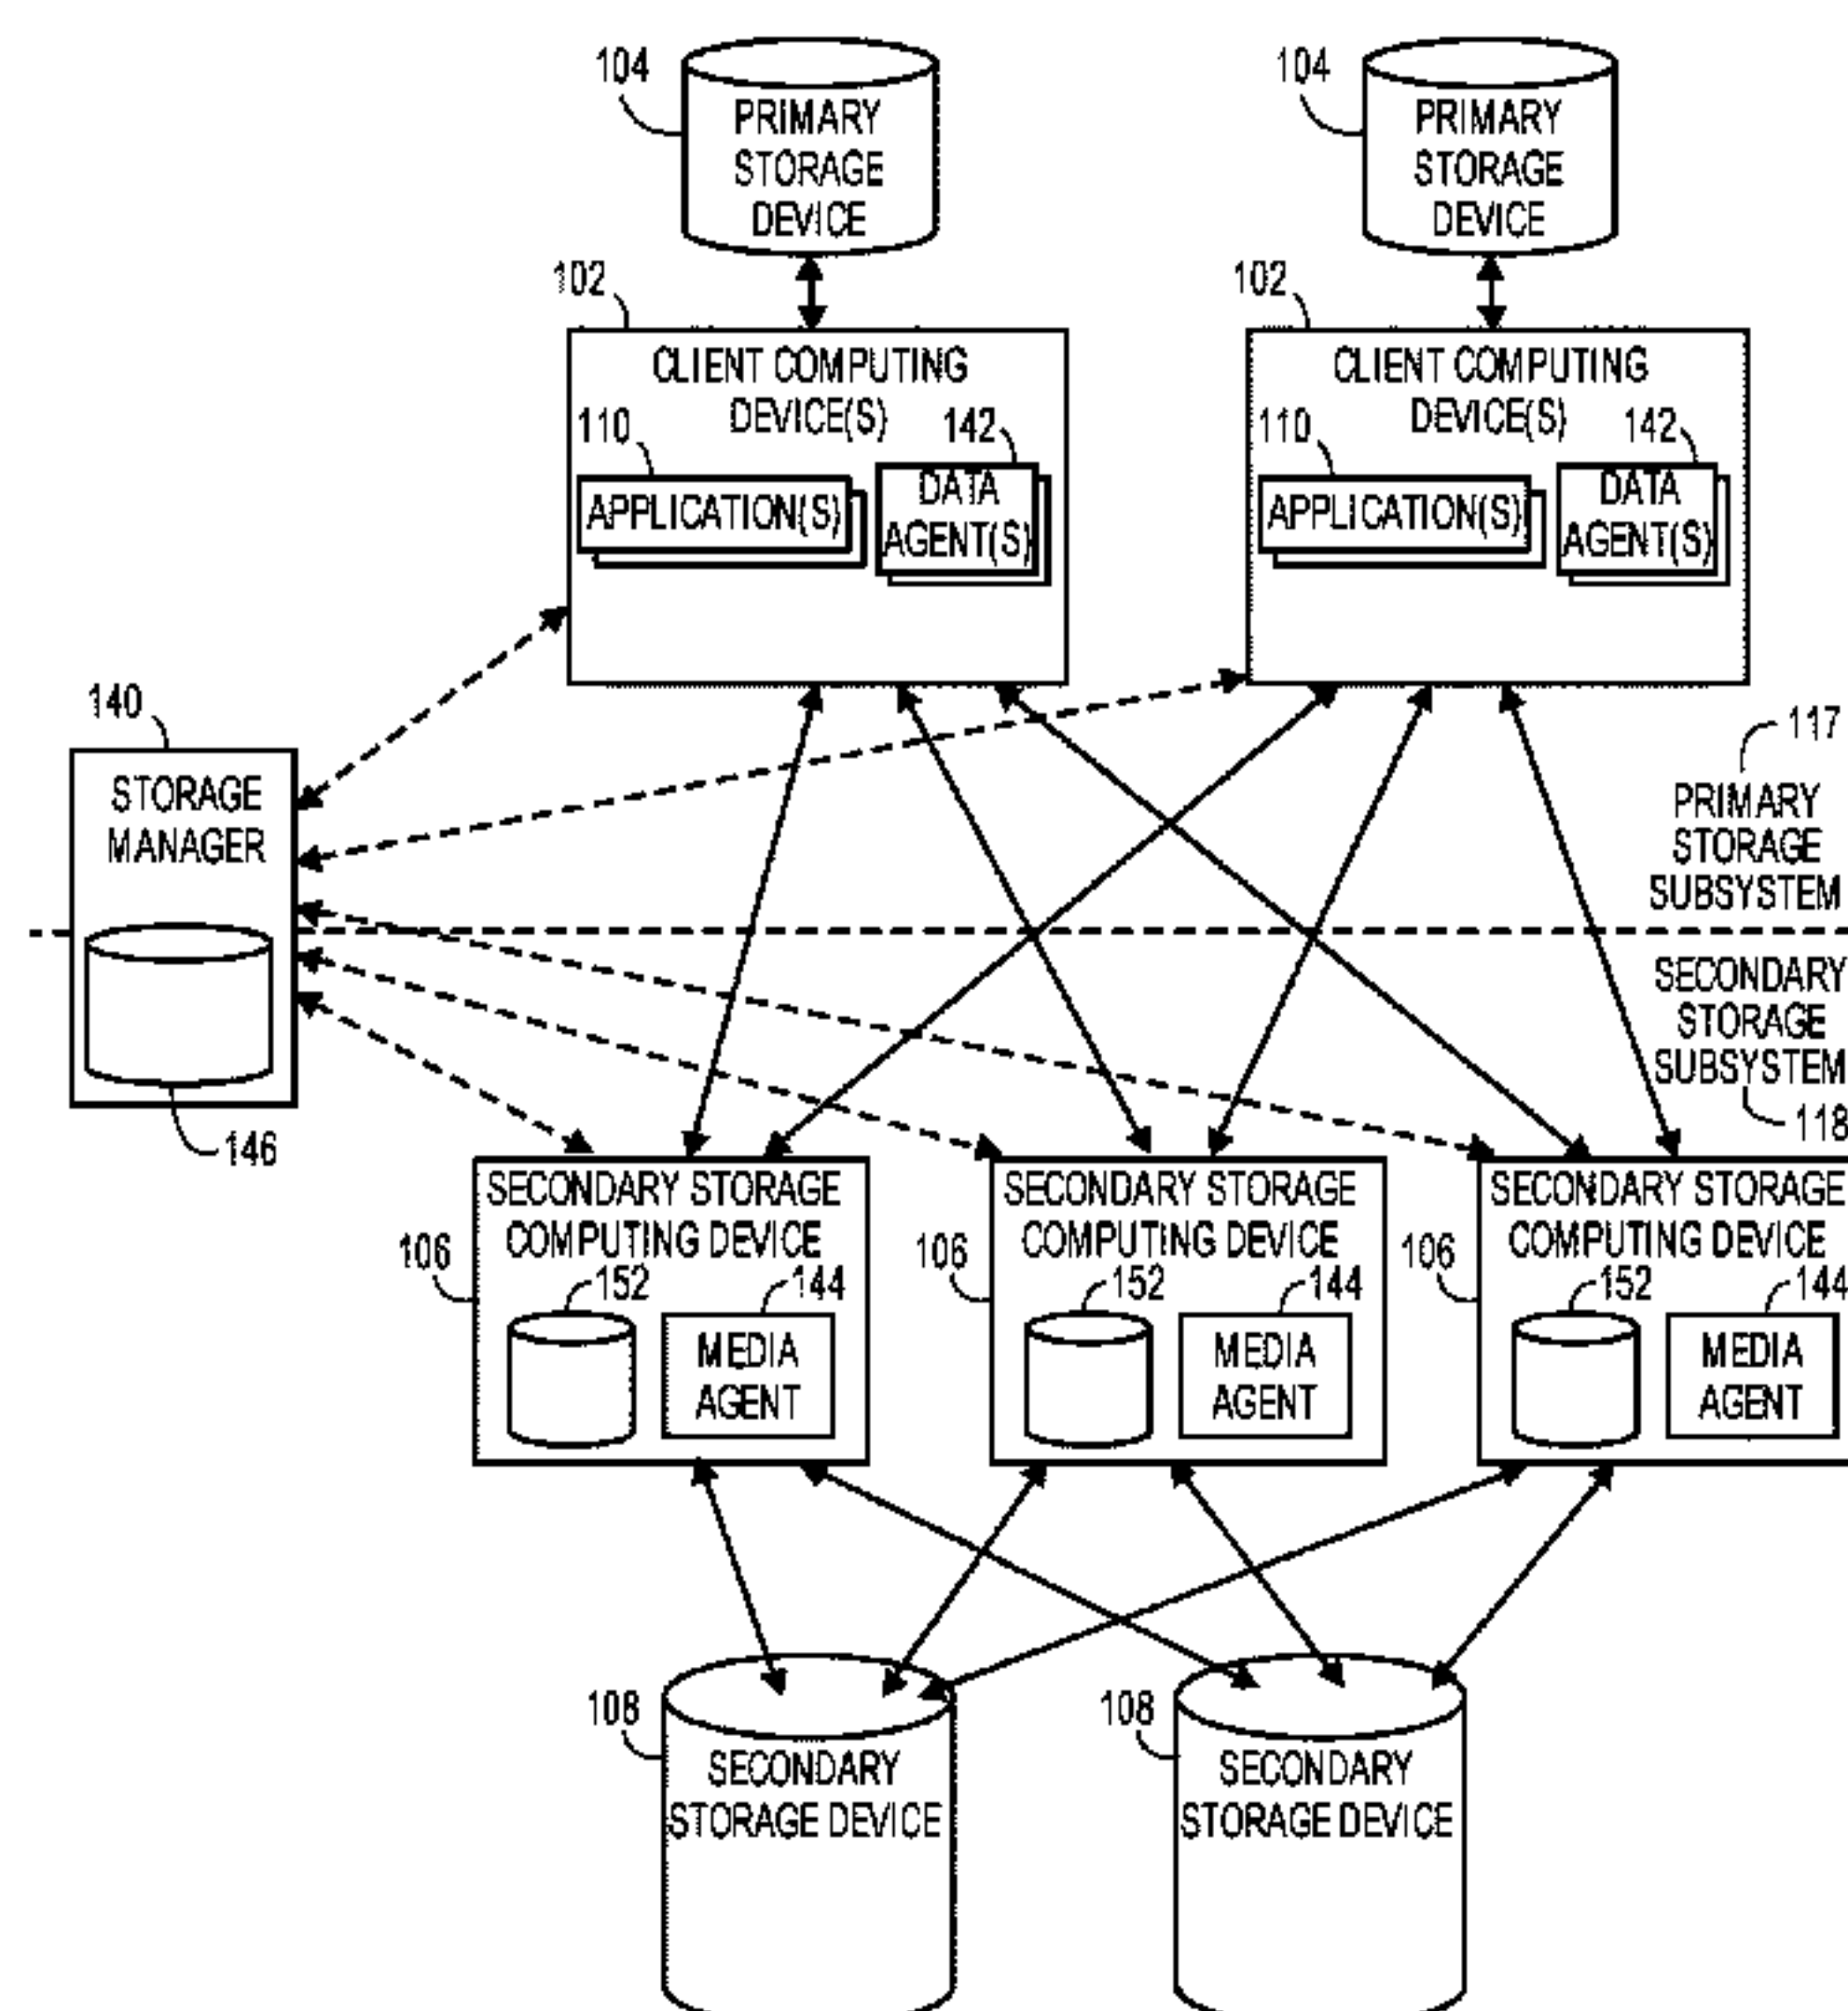 104
PRIMARY
STORAGE
DEVICE
104
PRIMARY
STORAGE
DEVICE
102
CLIENT COMPUTING
DEVICE(S)
110
142
APPLICATION(S)
DATA
AGENT(S)
102
CLIENT COMPUTING
DEVICE(S)
110
142
APPLICATION(S)
DATA
AGENT(S)
140
STORAGE
MANAGER
146
117
PRIMARY
STORAGE
SUBSYSTEM
SECONDARY
STORAGE
SUBSYSTEM
118
106
SECONDARY STORAGE
COMPUTING DEVICE
152
144
MEDIA
AGENT
106
SECONDARY STORAGE
COMPUTING DEVICE
152
144
MEDIA
AGENT
106
SECONDARY STORAGE
COMPUTING DEVICE
152
144
MEDIA
AGENT
108
SECONDARY
STORAGE DEVICE
108
SECONDARY
STORAGE DEVICE